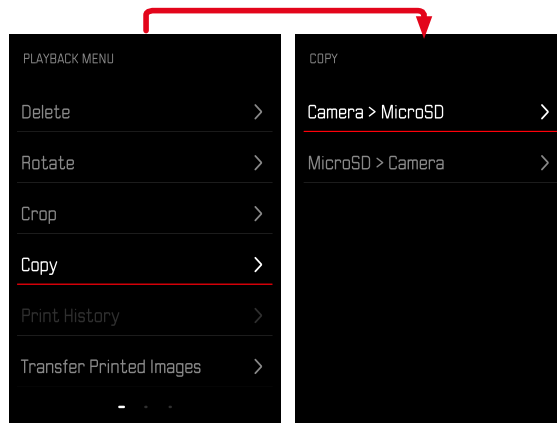 PLAYBACK MENU
Delete
Rotate
Crop
Copy
Print History
Transfer Printed Images
COPY
Camera > MicroSD
MicroSD > Camera